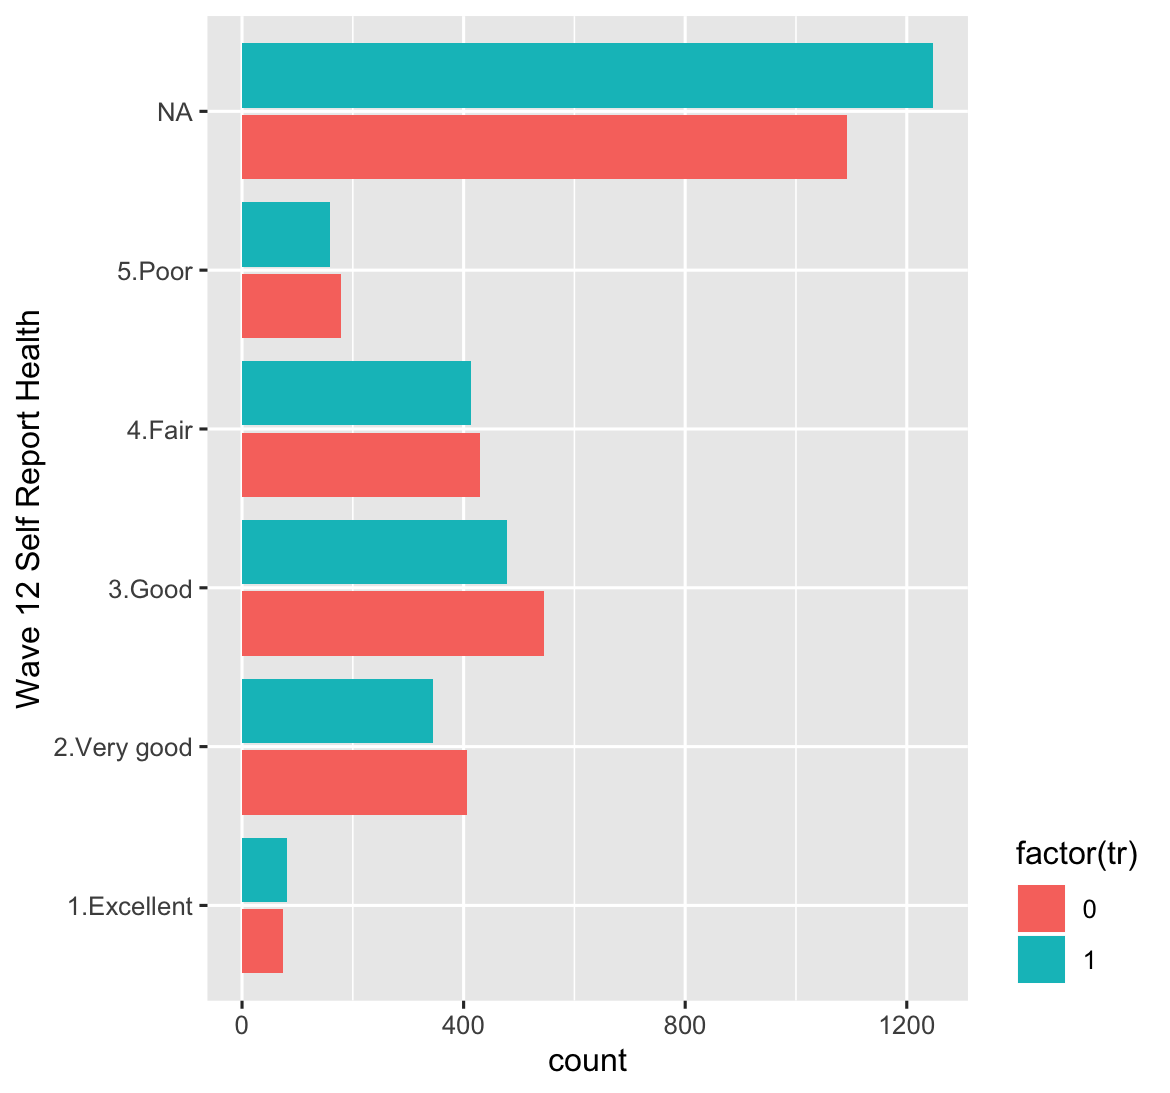 Wave 12 Self Report Health
NA
5.Poor
4.Fair
3.Good
2.Very good
1.Excellent
0 400 800 1200
count
factor(tr)
0
1